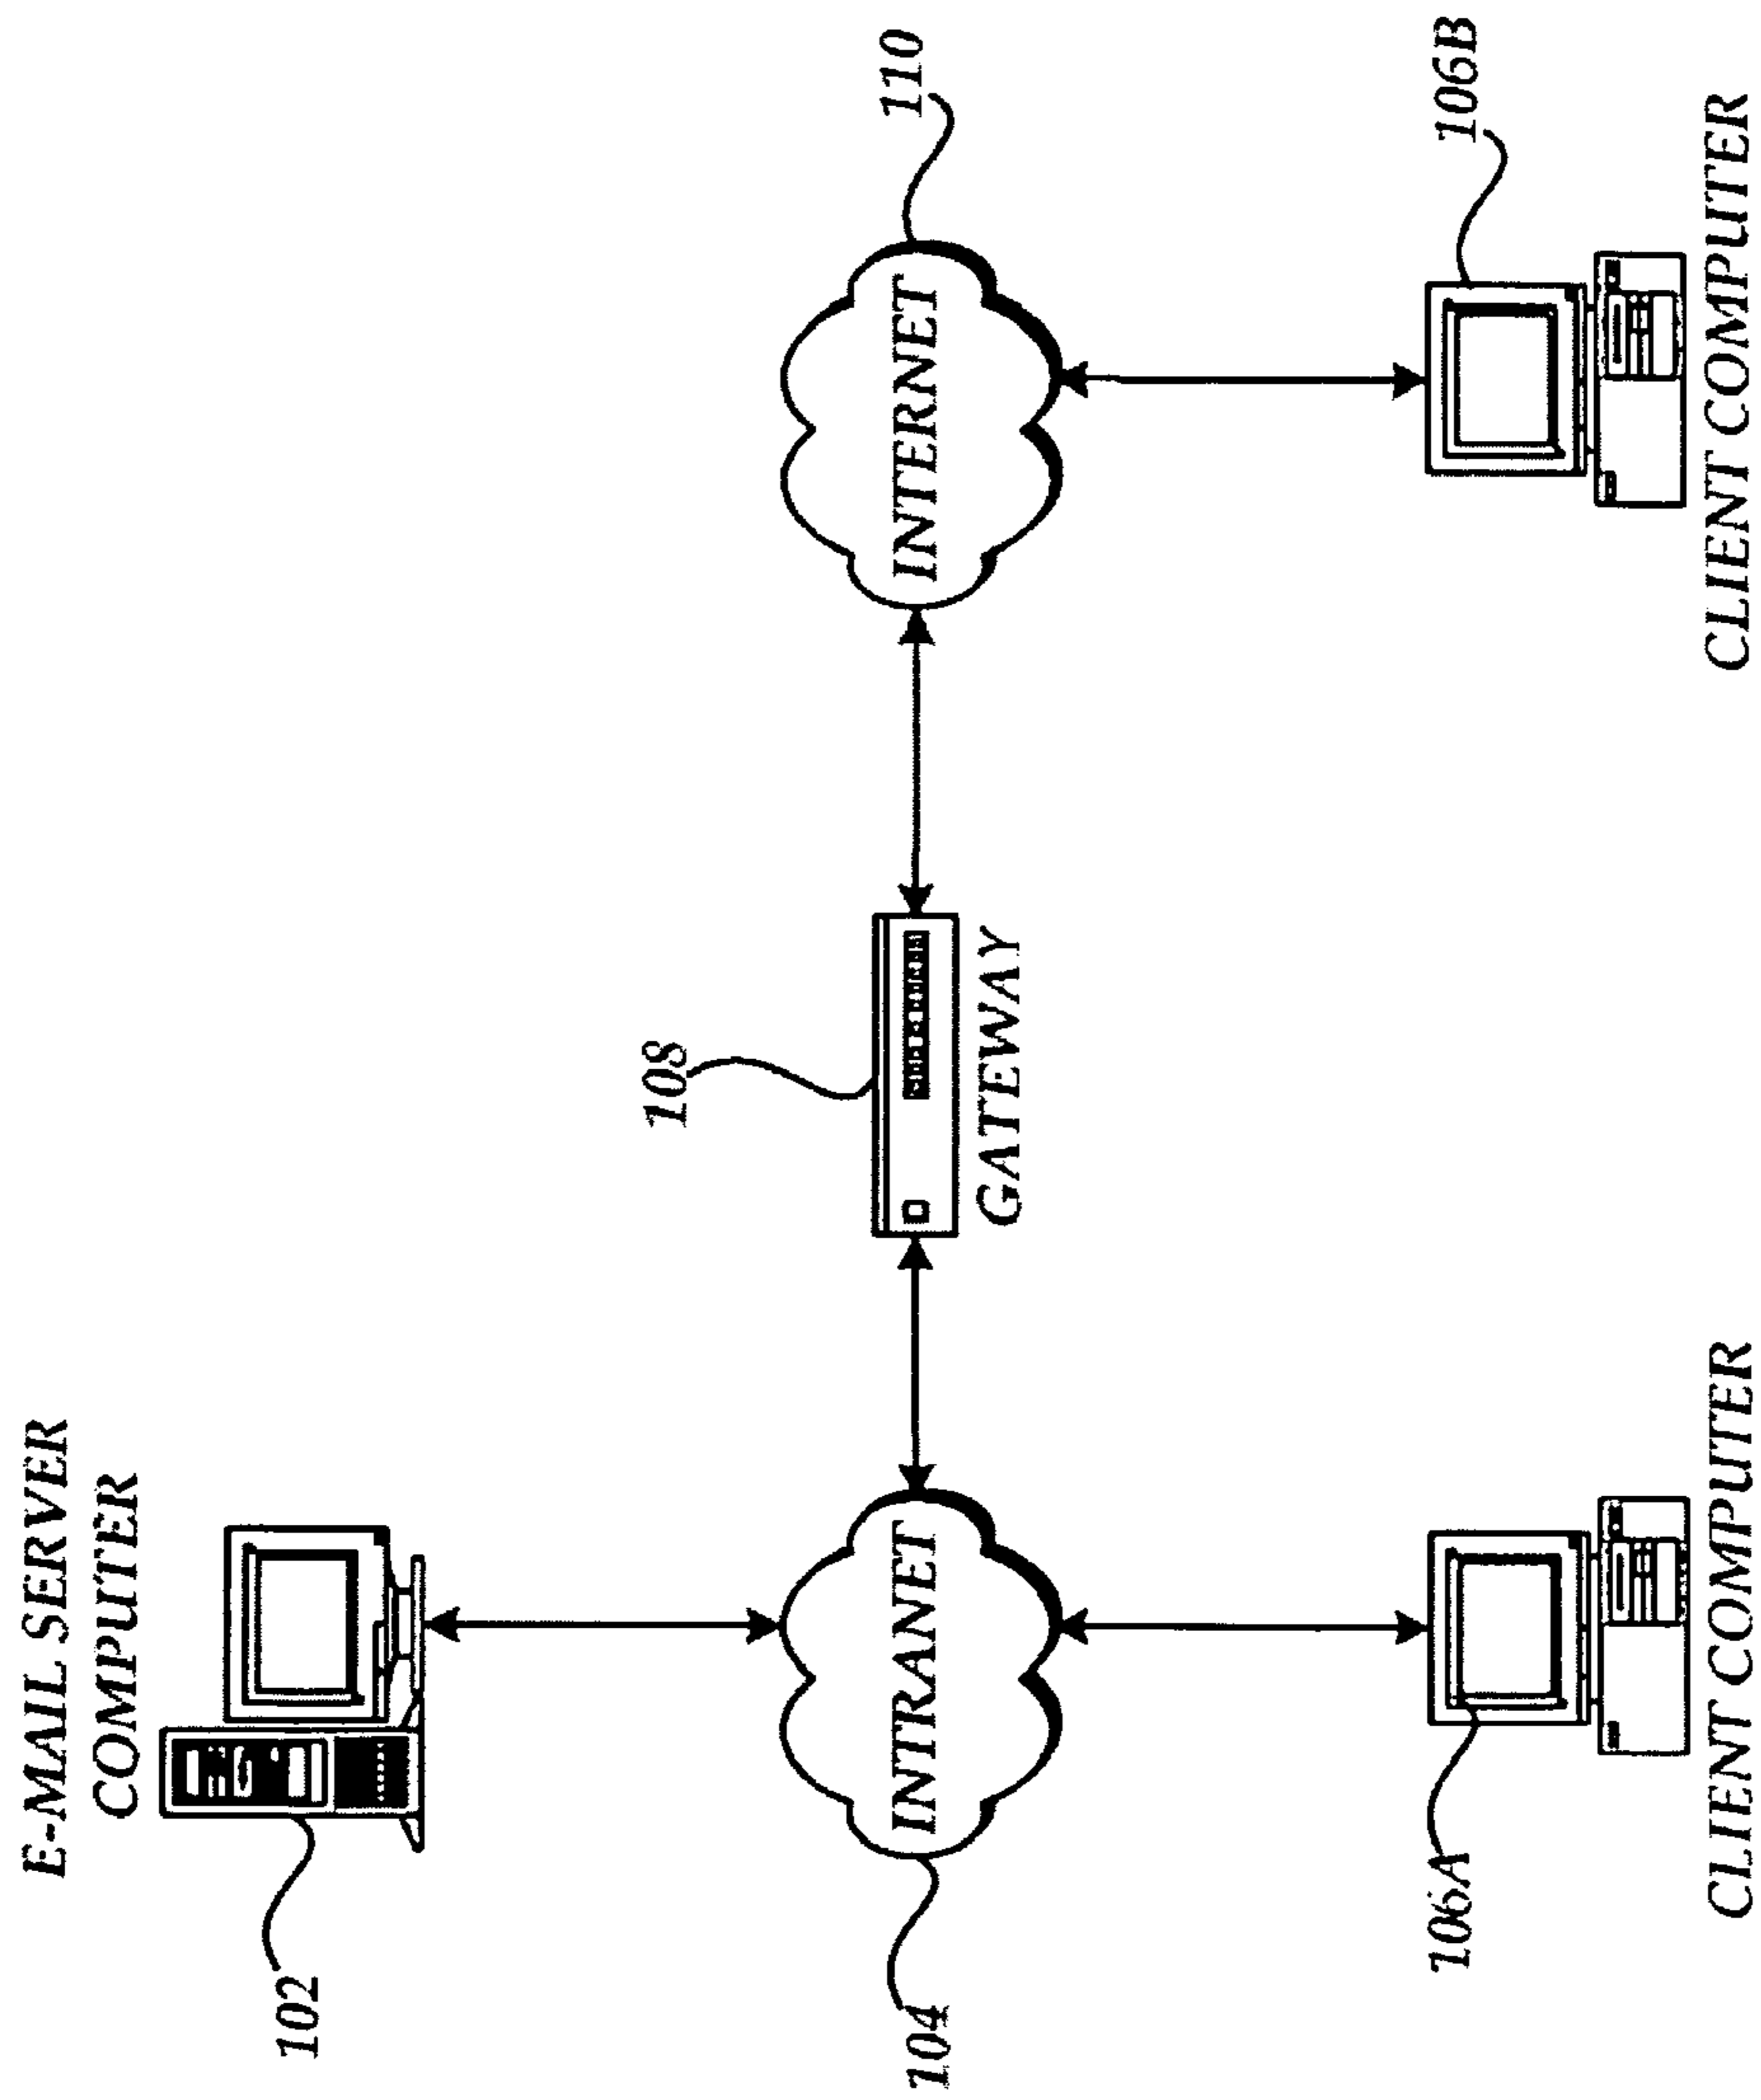 E-MAIL SERVER
COMPUTER
102
INTRANET
104
108
GATEWAY
INTERNET
110
106A
CLIENT COMPUTER
106B
CLIENT COMPUTER